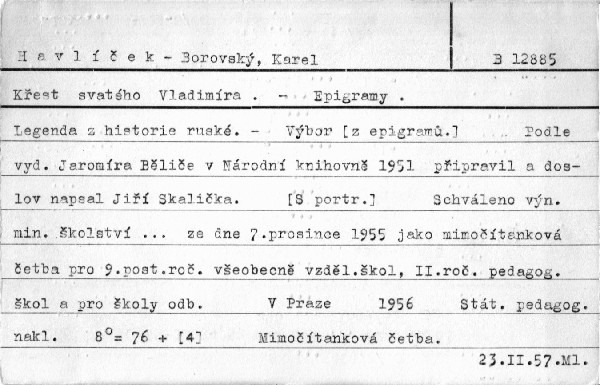 Havlíček - Borovský, Karel B 12885
Křest svatého Vladimíra . - Epigramy .
Legenda z historie ruské. - Výbor [z epigramů.] Podle
vyd. Jaromíra Běliče v Národní knihovně 1951 připravil a dos-
lov napsal Jiří Skalička. [S portr.] Schváleno výn.
min. školství ... ze dne 7.prosince 1955 jako mimočítanková
četba pro 9.post.roč. všeobecně vzděl.škol, II.roč. pedagog.
škol a pro školy odb. V Praze 1956 Stát. pedagog.
nakl. 8°= 76 + [4] Mimočítanková četba.
23.II.57.Ml.